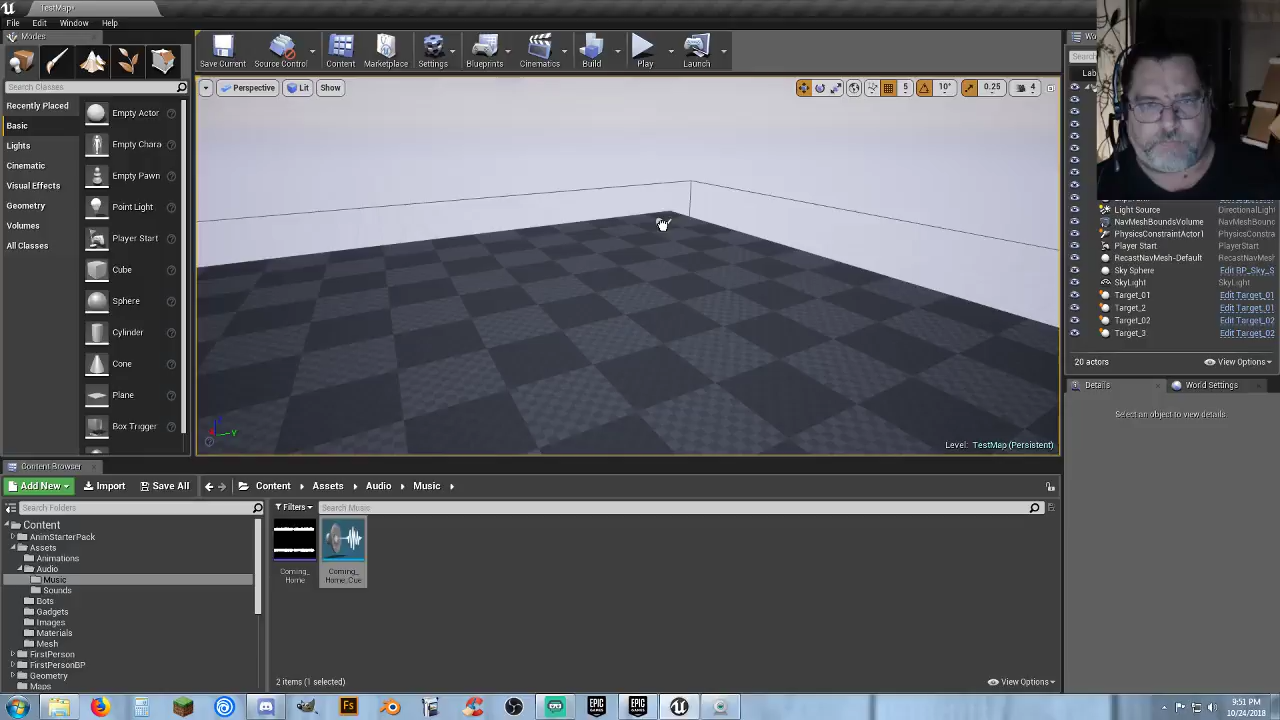 TestMap*
File Edit Window Help
Modes
Save Current Source Control Content Marketplace Settings Blueprints Cinematics Build Play Launch
Search Classes
Recently Placed
Basic
Lights
Cinematic
Visual Effects
Geometry
Volumes
All Classes
Empty Actor
Empty Chara
Empty Pawn
Point Light
Player Start
Cube
Sphere
Cylinder
Cone
Plane
Box Trigger
Perspective Lit Show
5 10° 0.25 4
Level: TestMap (Persistent)
Light Source DirectionalLight
NavMeshBoundsVolume NavMeshBound
PhysicsConstraintActor1 PhysicsConstra
Player Start PlayerStart
RecastNavMesh-Default RecastNavMesh-
Sky Sphere Edit BP_Sky_S
SkyLight SkyLight
Target_01 Edit Target_01
Target_2 Edit Target_01
Target_02 Edit Target_02
Target_3 Edit Target_02
20 actors View Options
Details World Settings
Select an object to view details.
Content Browser
Add New Import Save All Content Assets Audio Music
Search Folders
Filters Search Music
Content
AnimStarterPack
Assets
Animations
Audio
Music
Sounds
Bots
Gadgets
Images
Materials
Mesh
FirstPerson
FirstPersonBP
Geometry
Maps
Coming_
Home
Coming_
Home_Cue
2 items (1 selected) View Options
9:51 PM
10/24/2018